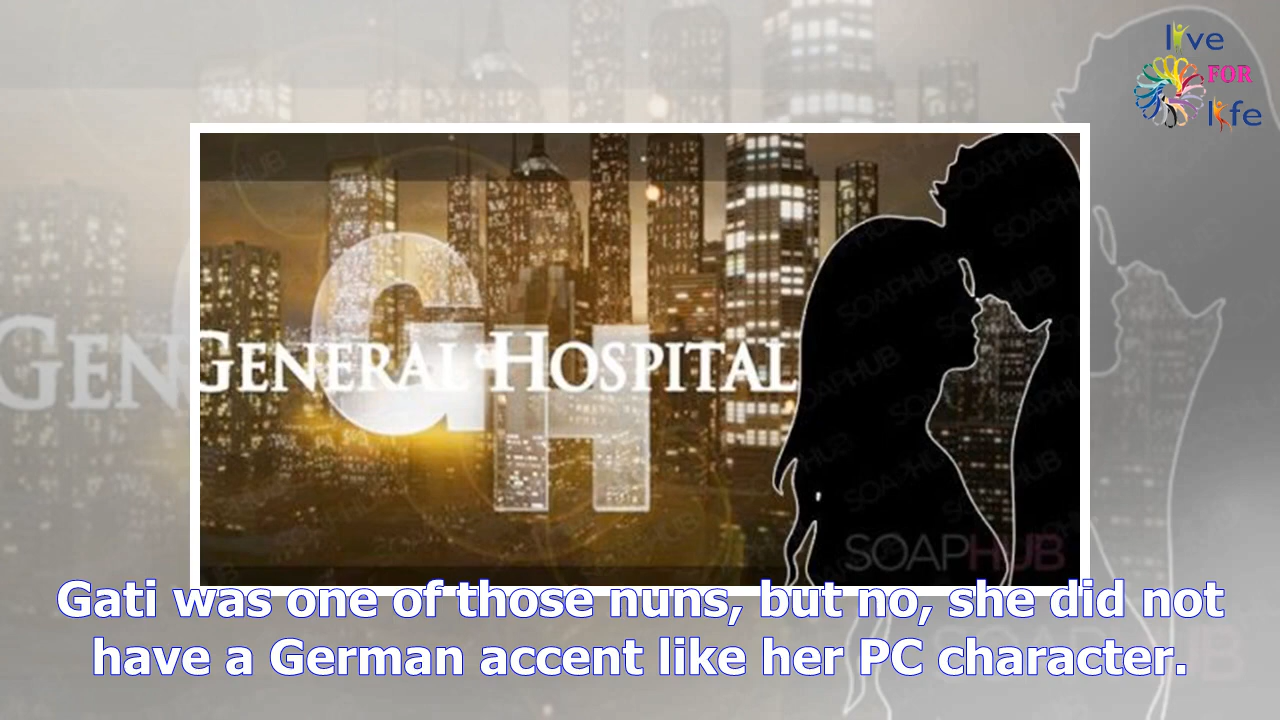 live
FOR
life
GH
GENERAL HOSPITAL
GEN
SOAPHUB
Gati was one of those nuns, but no, she did not
have a German accent like her PC character.